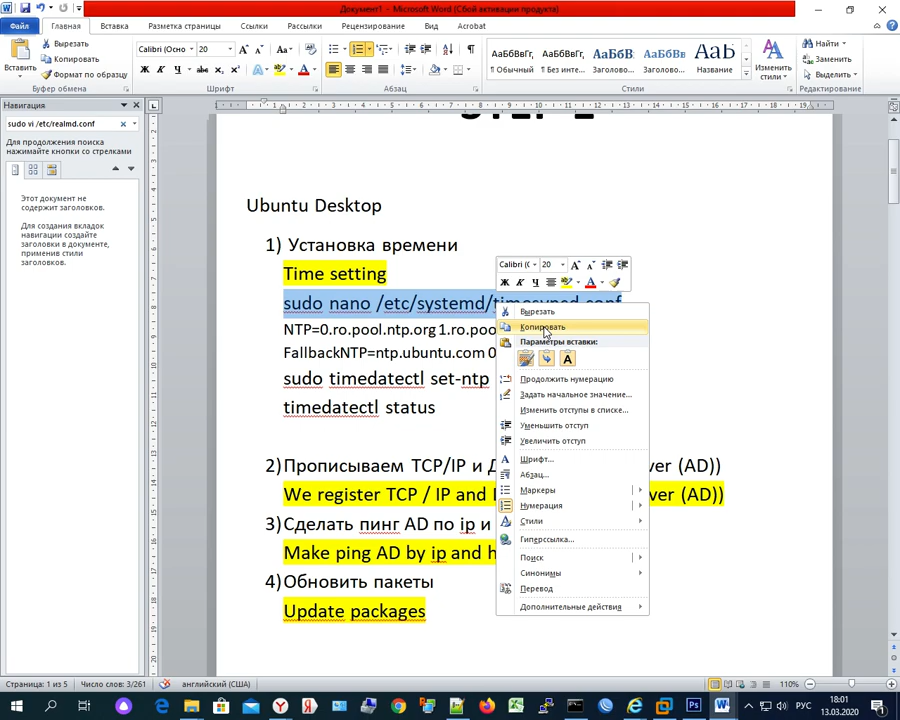 Документ1 - Microsoft Word (Сбой активации продукта)
Файл Главная Вставка Разметка страницы Ссылки Рассылки Рецензирование Вид Acrobat
Вставить
Вырезать
Копировать
Формат по образцу
Буфер обмена
Calibri (Осно 20
Шрифт
Абзац
АаБбВвГг, АаБбВвГг, АаБбВ АаБбВв АаЬ
¶ Обычный ¶ Без инте... Заголово... Заголово... Название
Стили
Изменить стили
Найти
Заменить
Выделить
Редактирование
Навигация
sudo vi /etc/realmd.conf
Для продолжения поиска
нажимайте кнопки со стрелками
Этот документ не
содержит заголовков.
Для создания вкладок
навигации создайте
заголовки в документе,
применив стили
заголовков.
Ubuntu Desktop
1) Установка времени
Time setting
sudo nano /etc/systemd/timesyncd.conf
NTP=0.ro.pool.ntp.org 1.ro.poo
FallbackNTP=ntp.ubuntu.com 0
sudo timedatectl set-ntp
timedatectl status
2)Прописываем TCP/IP и ver (AD))
We register TCP / IP and ver (AD))
3)Сделать пинг AD по ip и
Make ping AD by ip and h
4)Обновить пакеты
Update packages
Calibri ( 20
Вырезать
Копировать
Параметры вставки:
Продолжить нумерацию
Задать начальное значение...
Изменить отступы в списке...
Уменьшить отступ
Увеличить отступ
Шрифт...
Абзац...
Маркеры
Нумерация
Стили
Гиперссылка...
Поиск
Синонимы
Перевод
Дополнительные действия
Страница: 1 из 5 Число слов: 3/261 английский (США) 110%
РУС
18:01
13.03.2020